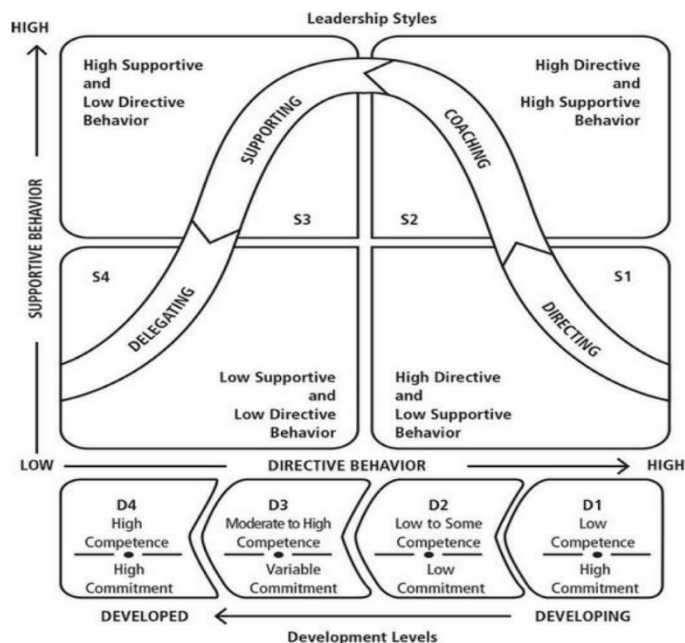 Leadership Styles
HIGH
High Supportive
and
Low Directive
Behavior
High Directive
and
High Supportive
Behavior
SUPPORTING
COACHING
S3
S2
SUPPORTIVE BEHAVIOR
S4
S1
DELEGATING
DIRECTING
Low Supportive
and
Low Directive
Behavior
High Directive
and
Low Supportive
Behavior
LOW
DIRECTIVE BEHAVIOR
HIGH
D4
High
Competence
High
Commitment
D3
Moderate to High
Competence
Variable
Commitment
D2
Low to Some
Competence
Low
Commitment
D1
Low
Competence
High
Commitment
DEVELOPED
DEVELOPING
Development Levels